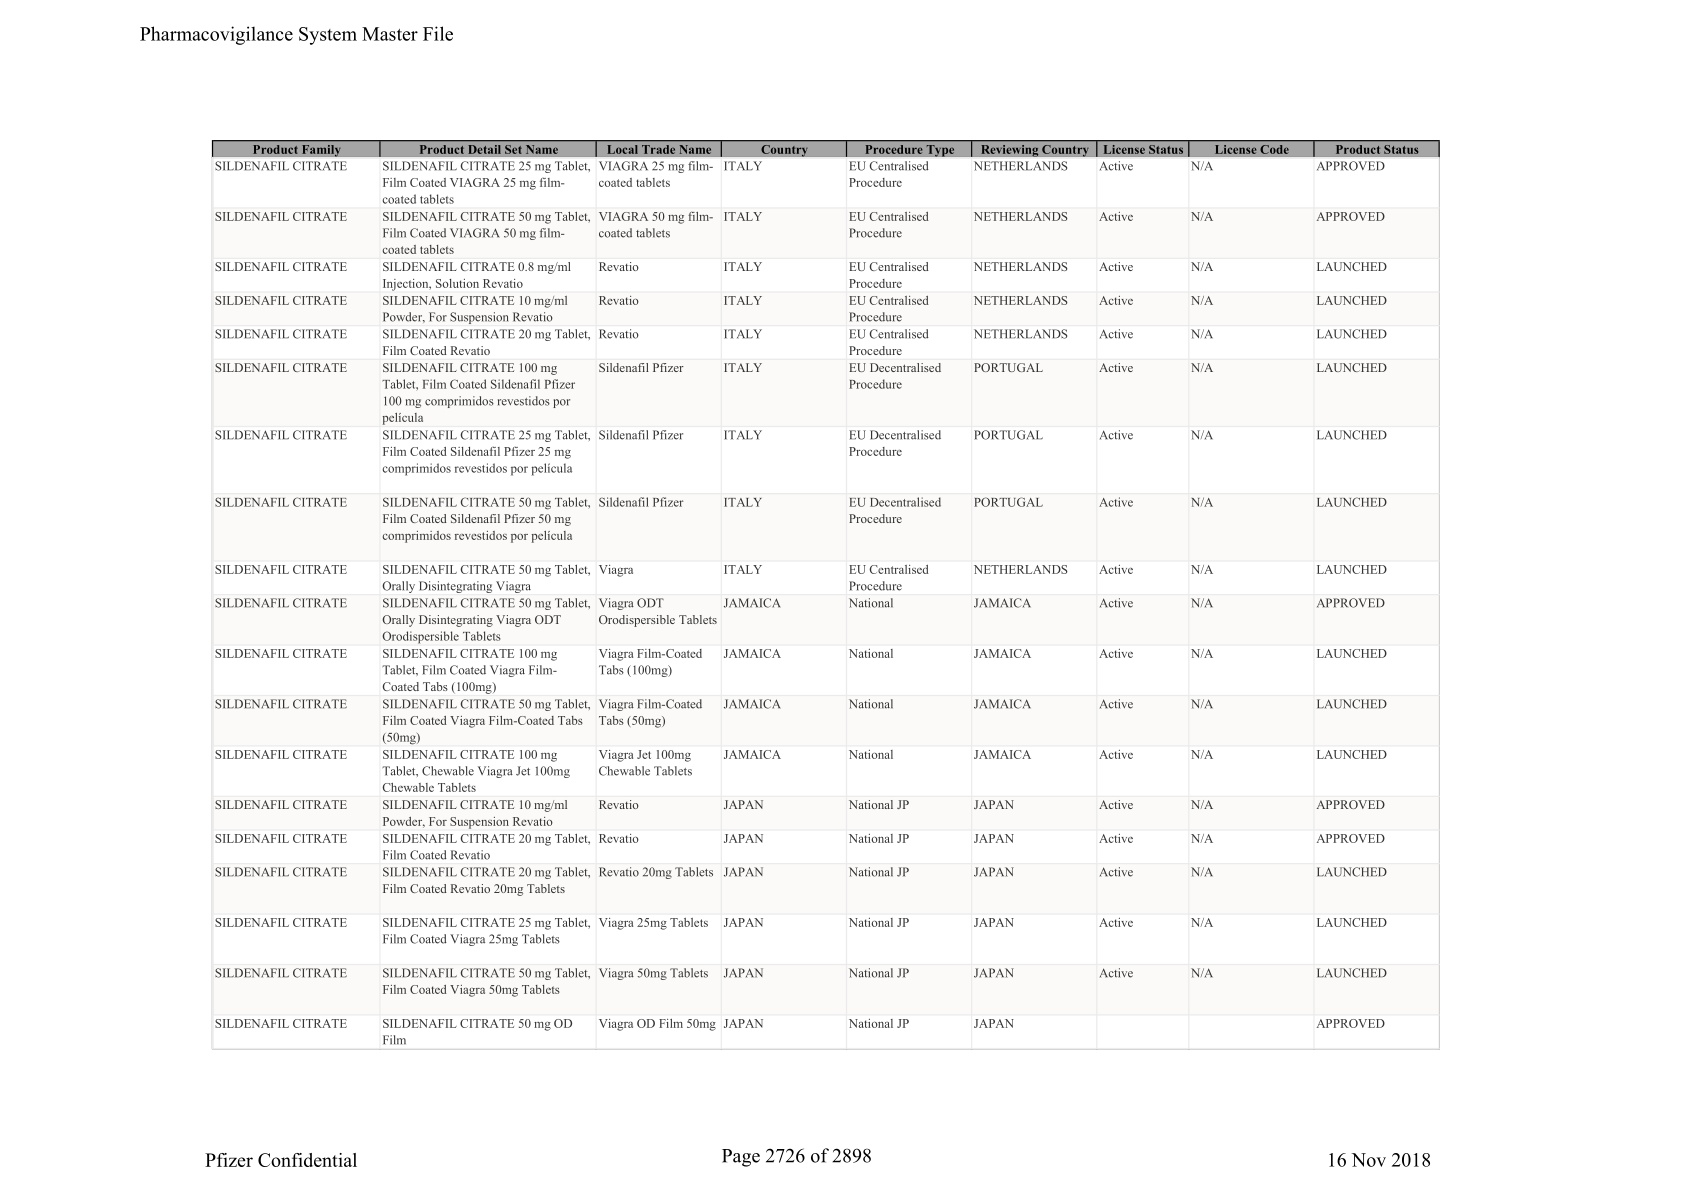 Pharmacovigilance System Master File
Product Family Product Detail Set Name Local Trade Name Country Procedure Type Reviewing Country License Status License Code Product Status
SILDENAFIL CITRATE SILDENAFIL CITRATE 25 mg Tablet, VIAGRA 25 mg film- ITALY EU Centralised NETHERLANDS Active N/A APPROVED
Film Coated VIAGRA 25 mg film- coated tablets Procedure
coated tablets
SILDENAFIL CITRATE SILDENAFIL CITRATE 50 mg Tablet, VIAGRA 50 mg film- ITALY EU Centralised NETHERLANDS Active N/A APPROVED
Film Coated VIAGRA 50 mg film- coated tablets Procedure
coated tablets
SILDENAFIL CITRATE SILDENAFIL CITRATE 0.8 mg/ml Revatio ITALY EU Centralised NETHERLANDS Active N/A LAUNCHED
Injection, Solution Revatio Procedure
SILDENAFIL CITRATE SILDENAFIL CITRATE 10 mg/ml Revatio ITALY EU Centralised NETHERLANDS Active N/A LAUNCHED
Powder, For Suspension Revatio Procedure
SILDENAFIL CITRATE SILDENAFIL CITRATE 20 mg Tablet, Revatio ITALY EU Centralised NETHERLANDS Active N/A LAUNCHED
Film Coated Revatio Procedure
SILDENAFIL CITRATE SILDENAFIL CITRATE 100 mg Sildenafil Pfizer ITALY EU Decentralised PORTUGAL Active N/A LAUNCHED
Tablet, Film Coated Sildenafil Pfizer Procedure
100 mg comprimidos revestidos por
película
SILDENAFIL CITRATE SILDENAFIL CITRATE 25 mg Tablet, Sildenafil Pfizer ITALY EU Decentralised PORTUGAL Active N/A LAUNCHED
Film Coated Sildenafil Pfizer 25 mg Procedure
comprimidos revestidos por película
SILDENAFIL CITRATE SILDENAFIL CITRATE 50 mg Tablet, Sildenafil Pfizer ITALY EU Decentralised PORTUGAL Active N/A LAUNCHED
Film Coated Sildenafil Pfizer 50 mg Procedure
comprimidos revestidos por película
SILDENAFIL CITRATE SILDENAFIL CITRATE 50 mg Tablet, Viagra ITALY EU Centralised NETHERLANDS Active N/A LAUNCHED
Orally Disintegrating Viagra Procedure
SILDENAFIL CITRATE SILDENAFIL CITRATE 50 mg Tablet, Viagra ODT JAMAICA National JAMAICA Active N/A APPROVED
Orally Disintegrating Viagra ODT Orodispersible Tablets
Orodispersible Tablets
SILDENAFIL CITRATE SILDENAFIL CITRATE 100 mg Viagra Film-Coated JAMAICA National JAMAICA Active N/A LAUNCHED
Tablet, Film Coated Viagra Film- Tabs (100mg)
Coated Tabs (100mg)
SILDENAFIL CITRATE SILDENAFIL CITRATE 50 mg Tablet, Viagra Film-Coated JAMAICA National JAMAICA Active N/A LAUNCHED
Film Coated Viagra Film-Coated Tabs Tabs (50mg)
(50mg)
SILDENAFIL CITRATE SILDENAFIL CITRATE 100 mg Viagra Jet 100mg JAMAICA National JAMAICA Active N/A LAUNCHED
Tablet, Chewable Viagra Jet 100mg Chewable Tablets
Chewable Tablets
SILDENAFIL CITRATE SILDENAFIL CITRATE 10 mg/ml Revatio JAPAN National JP JAPAN Active N/A APPROVED
Powder, For Suspension Revatio
SILDENAFIL CITRATE SILDENAFIL CITRATE 20 mg Tablet, Revatio JAPAN National JP JAPAN Active N/A APPROVED
Film Coated Revatio
SILDENAFIL CITRATE SILDENAFIL CITRATE 20 mg Tablet, Revatio 20mg Tablets JAPAN National JP JAPAN Active N/A LAUNCHED
Film Coated Revatio 20mg Tablets
SILDENAFIL CITRATE SILDENAFIL CITRATE 25 mg Tablet, Viagra 25mg Tablets JAPAN National JP JAPAN Active N/A LAUNCHED
Film Coated Viagra 25mg Tablets
SILDENAFIL CITRATE SILDENAFIL CITRATE 50 mg Tablet, Viagra 50mg Tablets JAPAN National JP JAPAN Active N/A LAUNCHED
Film Coated Viagra 50mg Tablets
SILDENAFIL CITRATE SILDENAFIL CITRATE 50 mg OD Viagra OD Film 50mg JAPAN National JP JAPAN APPROVED
Film
Pfizer Confidential Page 2726 of 2898 16 Nov 2018